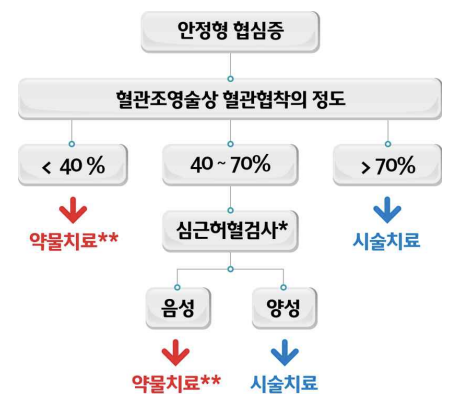 안정형 협심증
혈관조영술상 혈관협착의 정도
< 40 %
40 ~ 70%
> 70%
약물치료**
심근허혈검사*
시술치료
음성
양성
약물치료**
시술치료